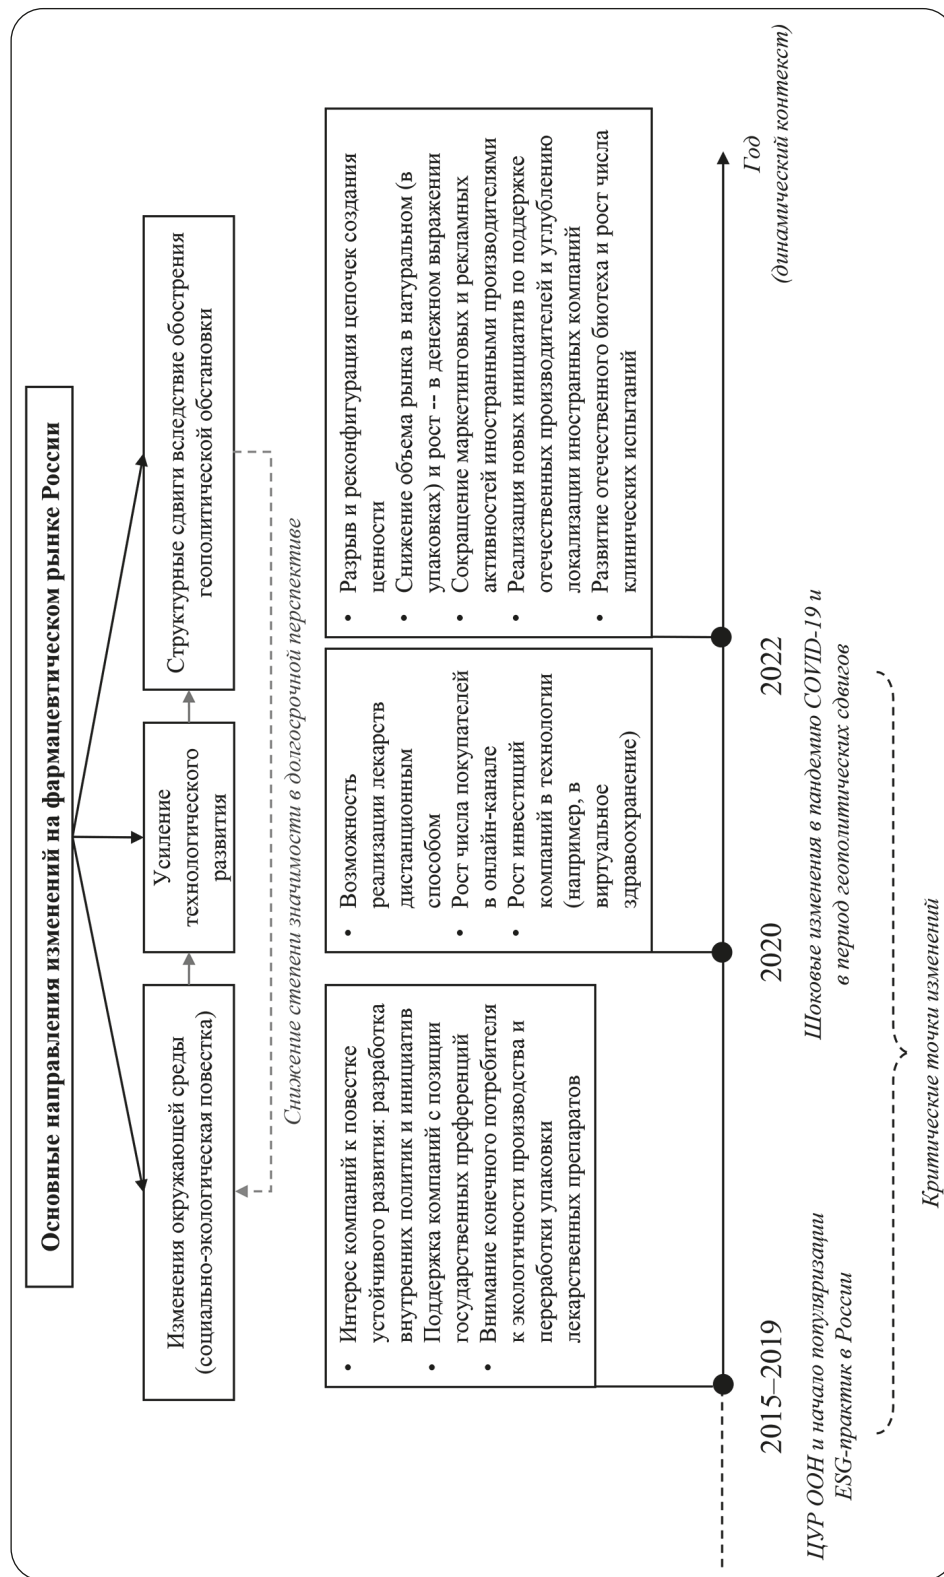 Основные направления изменений на фармацевтическом рынке России
Изменения окружающей среды
(социально-экологическая повестка)
Усиление
технологического
развития
Структурные сдвиги вследствие обострения
геополитической обстановки
Снижение степени значимости в долгосрочной перспективе
• Интерес компаний к повестке
устойчивого развития: разработка
внутренних политик и инициатив
• Поддержка компаний с позиции
государственных преференций
• Внимание конечного потребителя
к экологичности производства и
переработки упаковки
лекарственных препаратов
• Возможность
реализации лекарств
дистанционным
способом
• Рост числа покупателей
в онлайн-канале
• Рост инвестиций
компаний в технологии
(например, в
виртуальное
здравоохранение)
• Разрыв и реконфигурация цепочек создания
ценности
• Снижение объема рынка в натуральном (в
упаковках) и рост -- в денежном выражении
• Сокращение маркетинговых и рекламных
активностей иностранными производителями
• Реализация новых инициатив по поддержке
отечественных производителей и углублению
локализации иностранных компаний
• Развитие отечественного биотеха и рост числа
клинических испытаний
2015–2019
2020
2022
Год
(динамический контекст)
ЦУР ООН и начало популяризации
ESG-практик в России
Шоковые изменения в пандемию COVID-19 и
в период геополитических сдвигов
Критические точки изменений